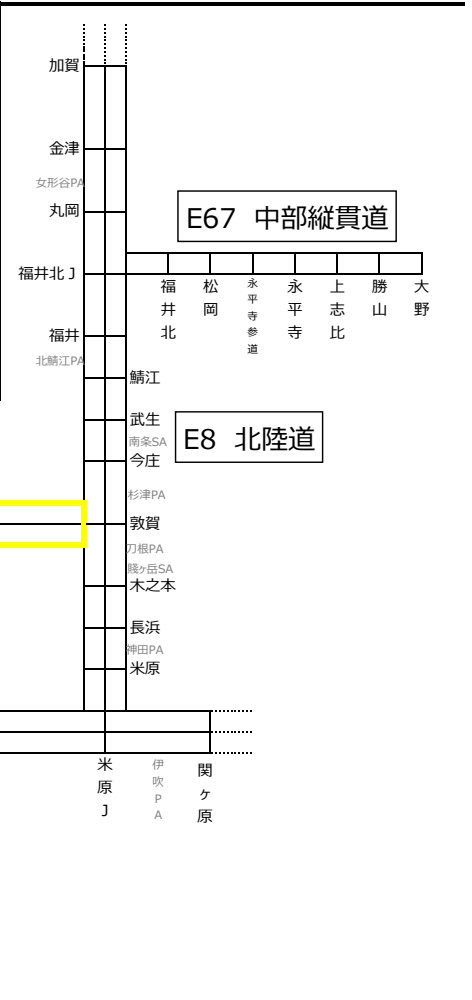 加賀
金津
女形谷PA
丸岡
E67 中部縦貫道
福井北J
福井北
松岡
永平寺参道
永平寺
上志比
勝山
大野
福井
北鯖江PA
鯖江
武生
E8 北陸道
南条SA
今庄
杉津PA
敦賀
刀根PA
賤ヶ岳SA
木之本
長浜
神田PA
米原
米原J
伊吹PA
関ヶ原